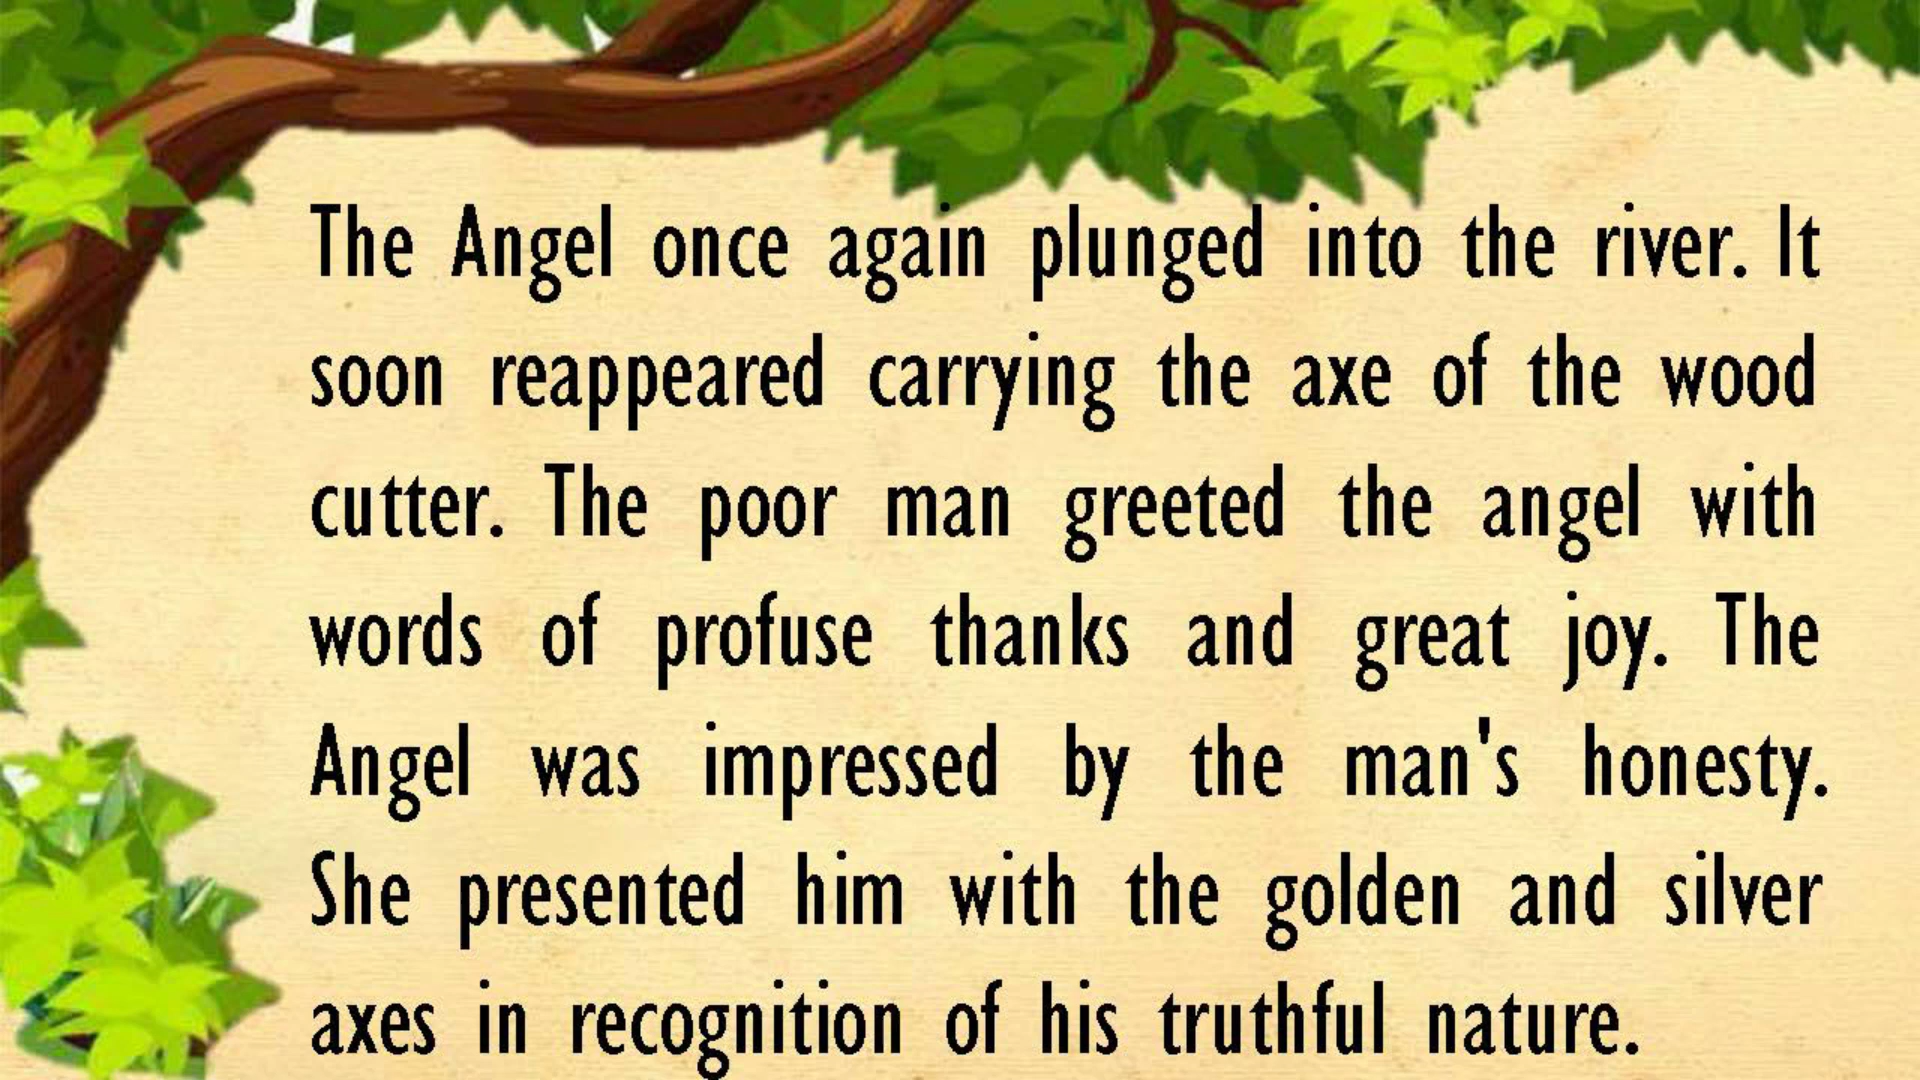 The Angel once again plunged into the river. It
soon reappeared carrying the axe of the wood
cutter. The poor man greeted the angel with
words of profuse thanks and great joy. The
Angel was impressed by the man's honesty.
She presented him with the golden and silver
axes in recognition of his truthful nature.